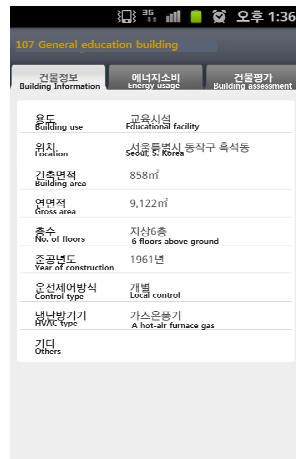 3G 오후 1:36
107 General education building
건물정보 에너지소비 건물평가
Building Information Energy usage Building assessment
용도 교육시설
Building use Educational facility
위치 서울특별시 동작구 흑석동
Location Seoul, S. Korea
건축면적 858㎡
Building area
연면적 9,122㎡
Gross area
층수 지상6층
No. of floors 6 floors above ground
준공년도 1961년
Year of construction
운선제어방식 개별
Control type Local control
냉난방기기 가스온풍기
HVAC type A hot-air furnace gas
기타
Others